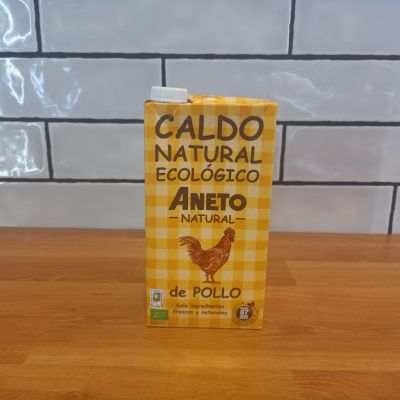 CALDO
NATURAL
ECOLÓGICO
ANETO
NATURAL
de POLLO
Solo ingredientes
frescos y naturales